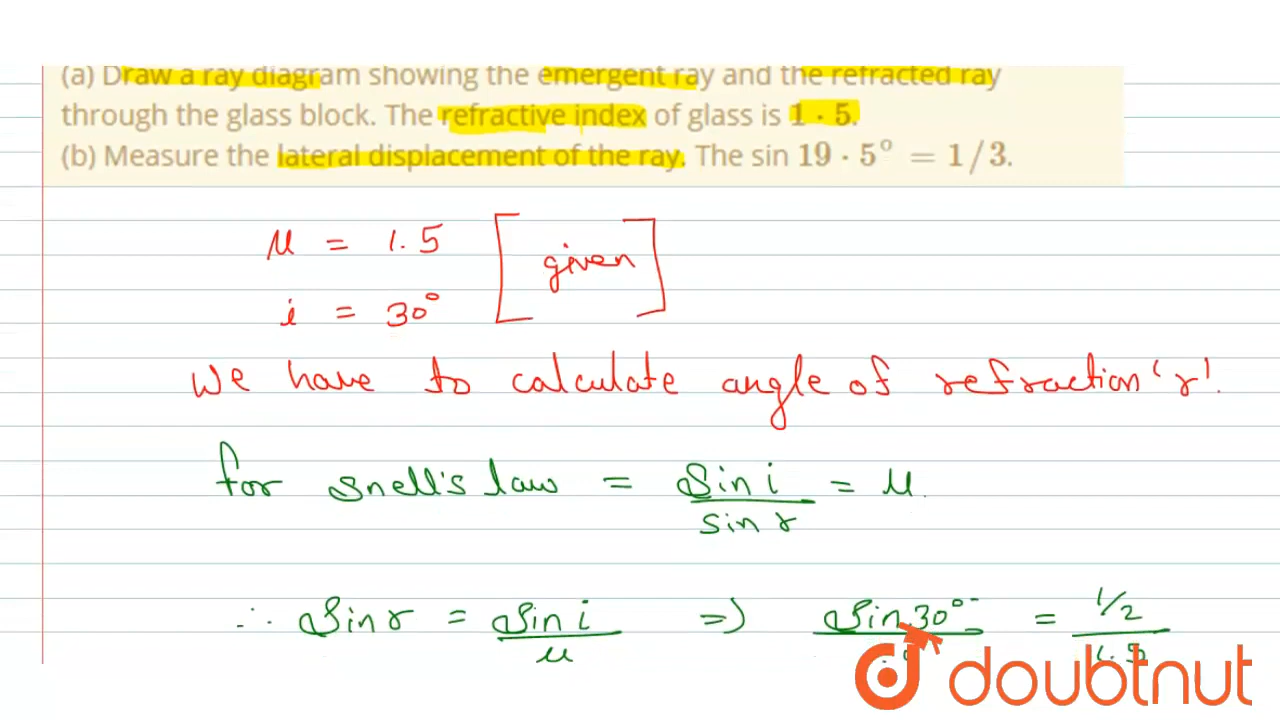 (a) Draw a ray diagram showing the emergent ray and the refracted ray
through the glass block. The refractive index of glass is 1 · 5.
(b) Measure the lateral displacement of the ray. The sin 19 · 5° = 1/3.
μ = 1.5 [given]
i = 30°
We have to calculate angle of refraction 'r'.
for snell's law = Sin i / sin r = μ.
∴ Sin r = Sin i / μ => Sin 30° / = 1/2 / 1.5
doubtnut